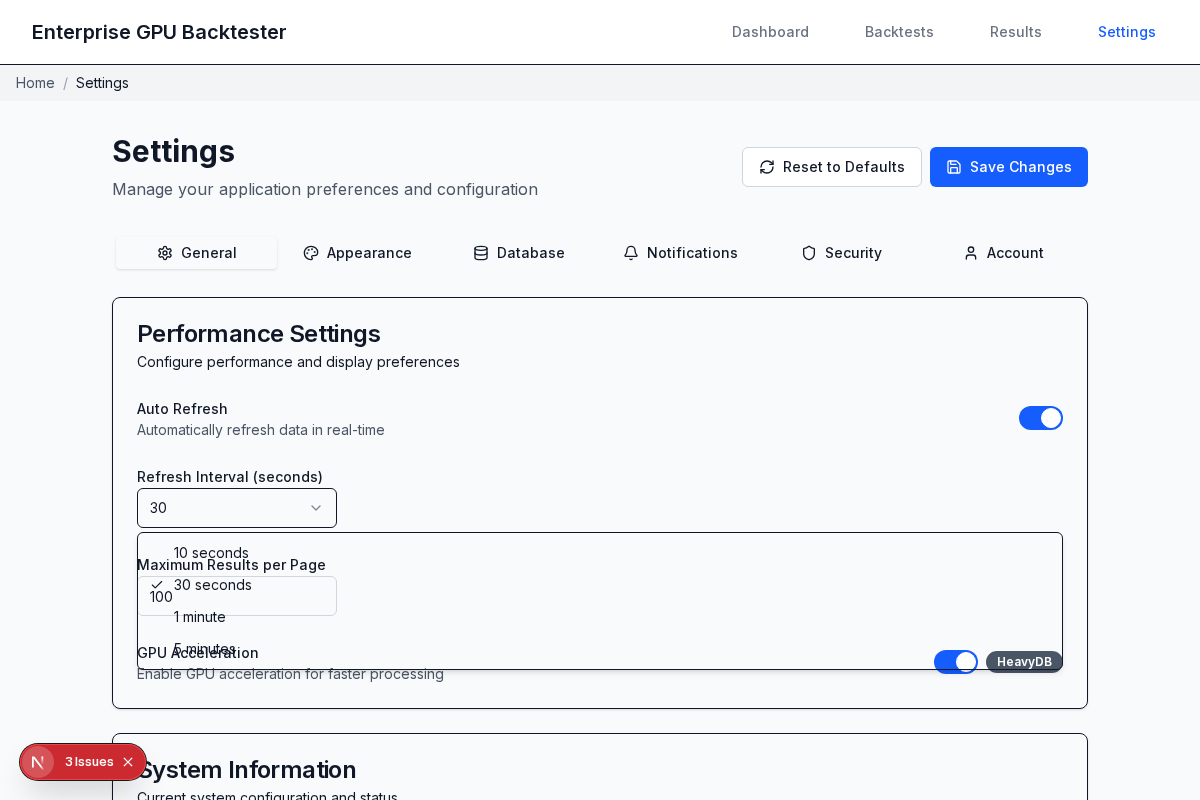 Enterprise GPU Backtester
Dashboard
Backtests
Results
Settings
Home / Settings
Settings
Manage your application preferences and configuration
Reset to Defaults
Save Changes
General
Appearance
Database
Notifications
Security
Account
Performance Settings
Configure performance and display preferences
Auto Refresh
Automatically refresh data in real-time
Refresh Interval (seconds)
30
10 seconds
Maximum Results per Page
30 seconds
100
1 minute
5 minutes
GPU Acceleration
Enable GPU acceleration for faster processing
HeavyDB
System Information
Current system configuration and status
N
3 Issues